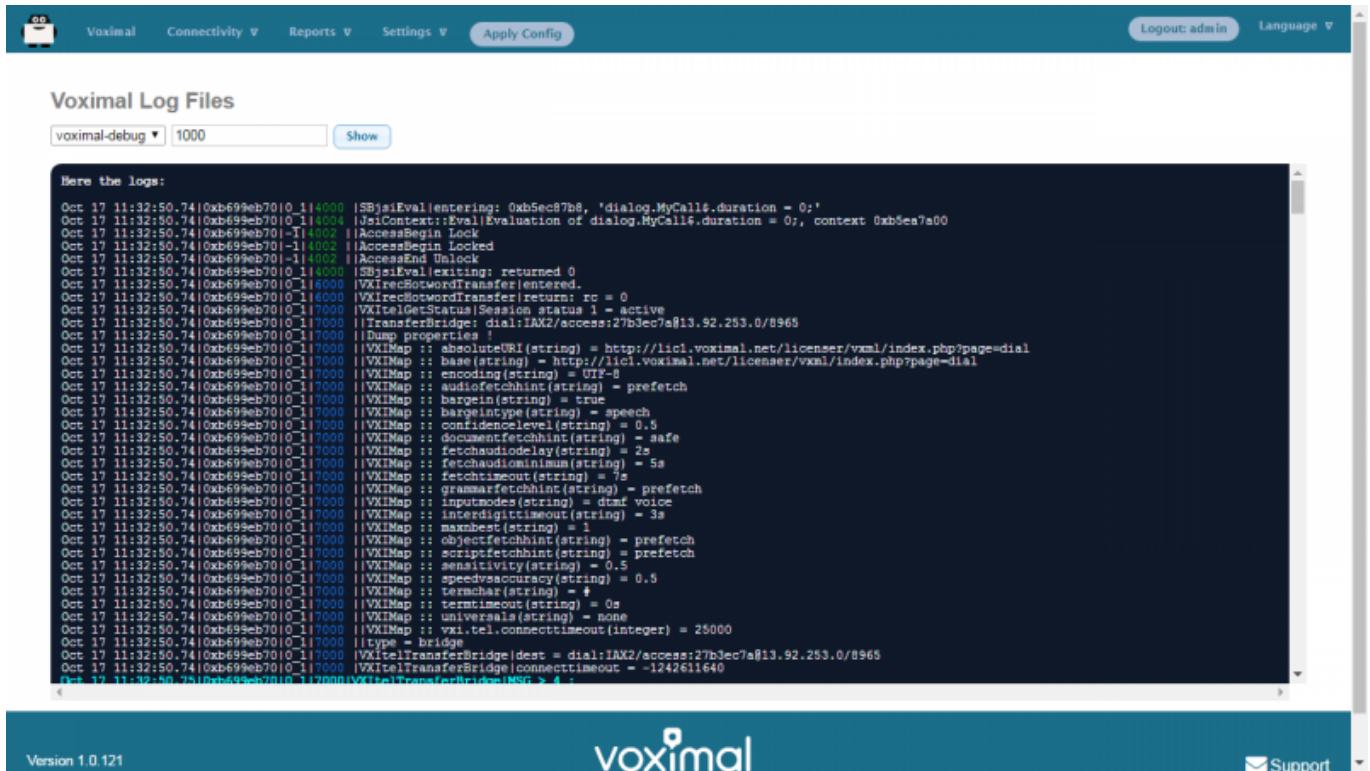 Voximal Connectivity ▽ Reports ▽ Settings ▽ Apply Config Logout: admin Language ▽
Voximal Log Files
voximal-debug ▼ 1000 Show
Here the logs:
Oct 17 11:32:50.74|0xb699eb70|0_1|4000 |SBjsiEval|entering: 0xb5ec87b8, 'dialog.MyCall$.duration = 0;'
Oct 17 11:32:50.74|0xb699eb70|0_1|4004 |JsiContext::Eval|Evaluation of dialog.MyCall$.duration = 0;, context 0xb5ea7a00
Oct 17 11:32:50.74|0xb699eb70|-1|4002 ||AccessBegin Lock
Oct 17 11:32:50.74|0xb699eb70|-1|4002 ||AccessBegin Locked
Oct 17 11:32:50.74|0xb699eb70|-1|4002 ||AccessEnd Unlock
Oct 17 11:32:50.74|0xb699eb70|0_1|4000 |SBjsiEval|exiting: returned 0
Oct 17 11:32:50.74|0xb699eb70|0_1|6000 |VXIrecHotwordTransfer|entered.
Oct 17 11:32:50.74|0xb699eb70|0_1|6000 |VXIrecHotwordTransfer|return: rc = 0
Oct 17 11:32:50.74|0xb699eb70|0_1|7000 |VXItelGetStatus|Session status 1 = active
Oct 17 11:32:50.74|0xb699eb70|0_1|7000 ||TransferBridge: dial:IAX2/access:27b3ec7a@13.92.253.0/8965
Oct 17 11:32:50.74|0xb699eb70|0_1|7000 ||Dump properties !
Oct 17 11:32:50.74|0xb699eb70|0_1|7000 ||VXIMap :: absoluteURI(string) = http://lic1.voximal.net/licenser/vxml/index.php?page=dial
Oct 17 11:32:50.74|0xb699eb70|0_1|7000 ||VXIMap :: base(string) = http://lic1.voximal.net/licenser/vxml/index.php?page=dial
Oct 17 11:32:50.74|0xb699eb70|0_1|7000 ||VXIMap :: encoding(string) = UTF-8
Oct 17 11:32:50.74|0xb699eb70|0_1|7000 ||VXIMap :: audiofetchhint(string) = prefetch
Oct 17 11:32:50.74|0xb699eb70|0_1|7000 ||VXIMap :: bargein(string) = true
Oct 17 11:32:50.74|0xb699eb70|0_1|7000 ||VXIMap :: bargeintype(string) = speech
Oct 17 11:32:50.74|0xb699eb70|0_1|7000 ||VXIMap :: confidencelevel(string) = 0.5
Oct 17 11:32:50.74|0xb699eb70|0_1|7000 ||VXIMap :: documentfetchhint(string) = safe
Oct 17 11:32:50.74|0xb699eb70|0_1|7000 ||VXIMap :: fetchaudiodelay(string) = 2s
Oct 17 11:32:50.74|0xb699eb70|0_1|7000 ||VXIMap :: fetchaudiominimum(string) = 5s
Oct 17 11:32:50.74|0xb699eb70|0_1|7000 ||VXIMap :: fetchtimeout(string) = 7s
Oct 17 11:32:50.74|0xb699eb70|0_1|7000 ||VXIMap :: grammarfetchhint(string) = prefetch
Oct 17 11:32:50.74|0xb699eb70|0_1|7000 ||VXIMap :: inputmodes(string) = dtmf voice
Oct 17 11:32:50.74|0xb699eb70|0_1|7000 ||VXIMap :: interdigittimeout(string) = 3s
Oct 17 11:32:50.74|0xb699eb70|0_1|7000 ||VXIMap :: maxnbest(string) = 1
Oct 17 11:32:50.74|0xb699eb70|0_1|7000 ||VXIMap :: objectfetchhint(string) = prefetch
Oct 17 11:32:50.74|0xb699eb70|0_1|7000 ||VXIMap :: scriptfetchhint(string) = prefetch
Oct 17 11:32:50.74|0xb699eb70|0_1|7000 ||VXIMap :: sensitivity(string) = 0.5
Oct 17 11:32:50.74|0xb699eb70|0_1|7000 ||VXIMap :: speedvsaccuracy(string) = 0.5
Oct 17 11:32:50.74|0xb699eb70|0_1|7000 ||VXIMap :: termchar(string) = #
Oct 17 11:32:50.74|0xb699eb70|0_1|7000 ||VXIMap :: termtimeout(string) = 0s
Oct 17 11:32:50.74|0xb699eb70|0_1|7000 ||VXIMap :: universals(string) = none
Oct 17 11:32:50.74|0xb699eb70|0_1|7000 ||VXIMap :: vxi.tel.connecttimeout(integer) = 25000
Oct 17 11:32:50.74|0xb699eb70|0_1|7000 ||type = bridge
Oct 17 11:32:50.74|0xb699eb70|0_1|7000 |VXItelTransferBridge|dest = dial:IAX2/access:27b3ec7a@13.92.253.0/8965
Oct 17 11:32:50.74|0xb699eb70|0_1|7000 |VXItelTransferBridge|connecttimeout = -1242611640
Oct 17 11:32:50.75|0xb699eb70|0_1|7000|VXItelTransferBridge|MSG > 4 :
Version 1.0.121 voximal Support